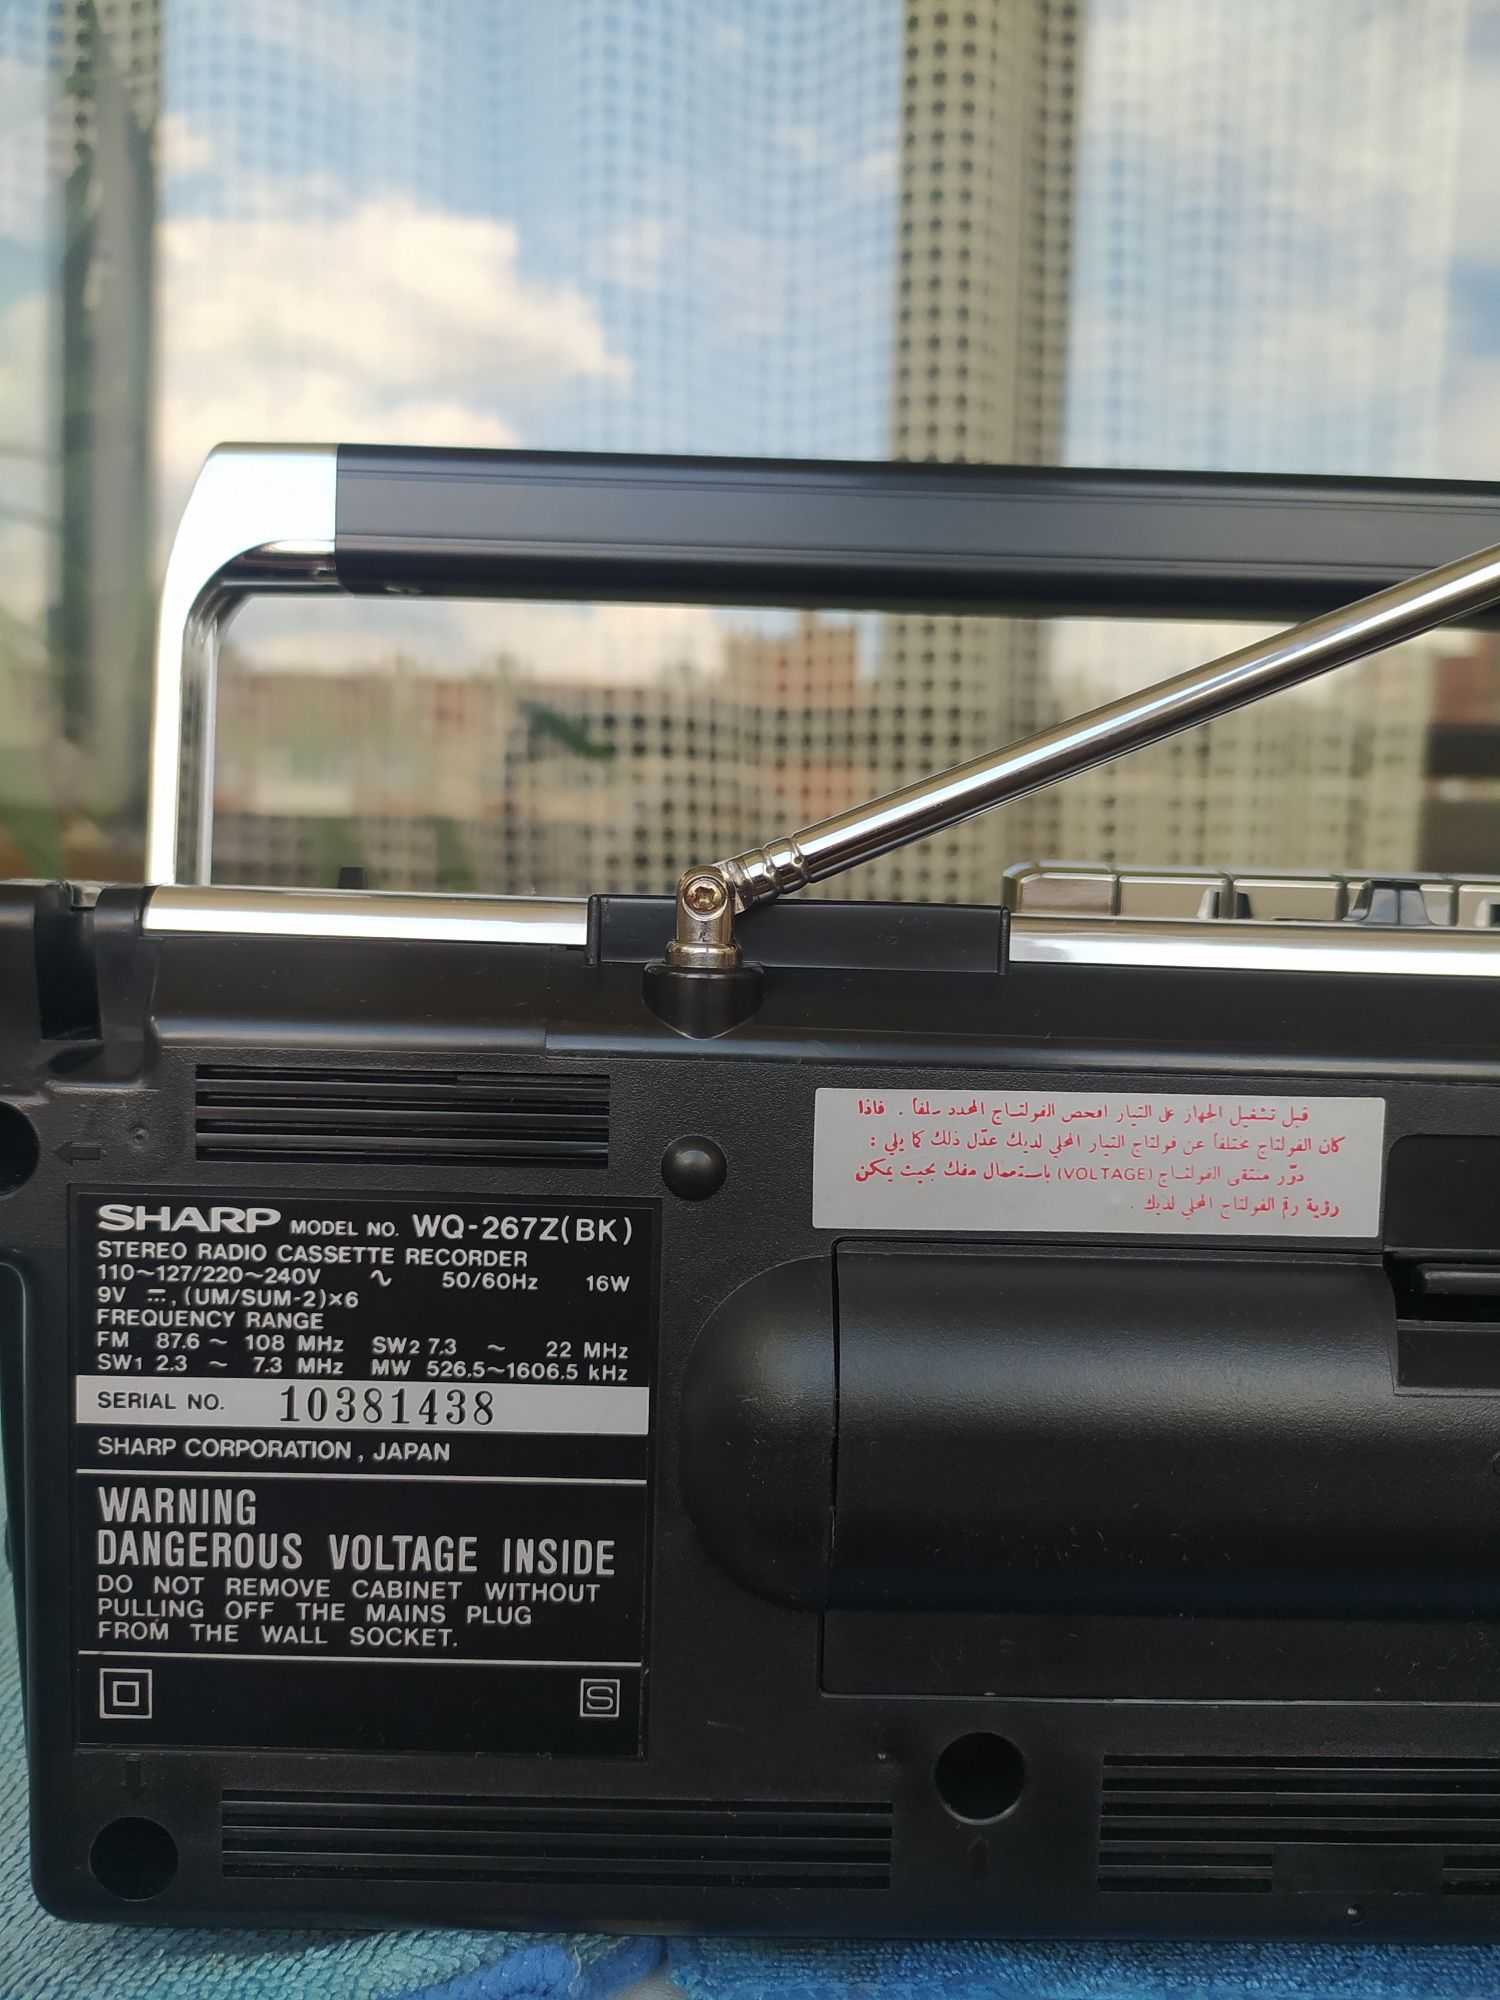 قبل تشغيل الجهاز على التيار افحص الفولتاج المحدد سلفاً . فاذا
كان الفولتاج مختلفاً عن فولتاج التيار المحلي لديك عدّل ذلك كما يلي :
دوّر منتقى الفولتاج (VOLTAGE) باستعمال مفك بحيث يمكن
رؤية رقم الفولتاج المحلي لديك .
SHARP MODEL NO. WQ-267Z(BK)
STEREO RADIO CASSETTE RECORDER
110~127/220~240V ∿ 50/60Hz 16W
9V ⎓, (UM/SUM-2)×6
FREQUENCY RANGE
FM 87.6 ~ 108 MHz SW2 7.3 ~ 22 MHz
SW1 2.3 ~ 7.3 MHz MW 526.5~1606.5 kHz
SERIAL NO. 10381438
SHARP CORPORATION, JAPAN
WARNING
DANGEROUS VOLTAGE INSIDE
DO NOT REMOVE CABINET WITHOUT
PULLING OFF THE MAINS PLUG
FROM THE WALL SOCKET.
S